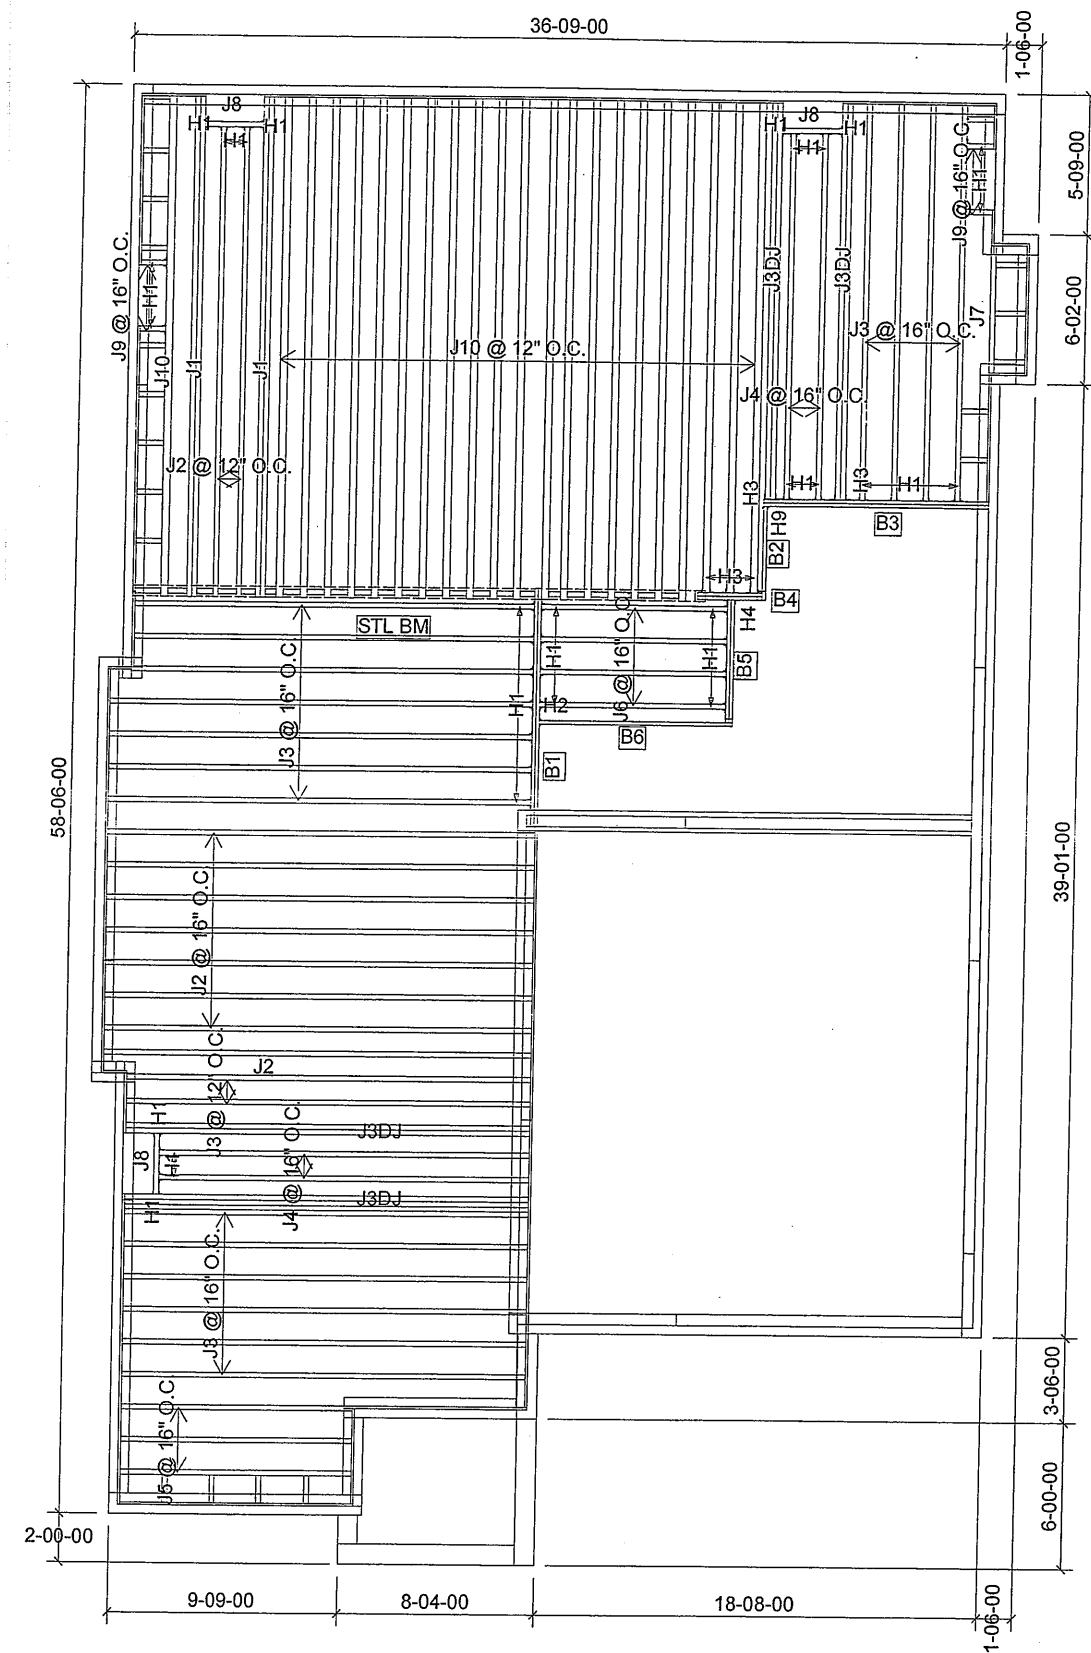 36-09-00
1-06-00
J8
H1
H1
H1
J8
H1
H1
H1
J9 @ 16" O.C.
H1
5-09-00
J9 @ 16" O.C.
H1
J10
J1
J1
J10 @ 12" O.C.
J3DJ
J3DJ
J3 @ 16" O.C.
J7
6-02-00
J4 @ 16" O.C.
J2 @ 12" O.C.
H3
H1
H3
H1
H9
B3
B2
H3
B4
STL BM
J3 @ 16" O.C.
H1
H1
H2
J6 @ 16" O.C.
H1
H4
B5
B6
B1
58-06-00
39-01-00
J2 @ 16" O.C.
J2
J3 @ 12" O.C.
H1
J8
H1
H1
J3DJ
J4 @ 16" O.C.
J3DJ
J3 @ 16" O.C.
J5 @ 16" O.C.
3-06-00
6-00-00
2-00-00
9-09-00
8-04-00
18-08-00
1-06-00